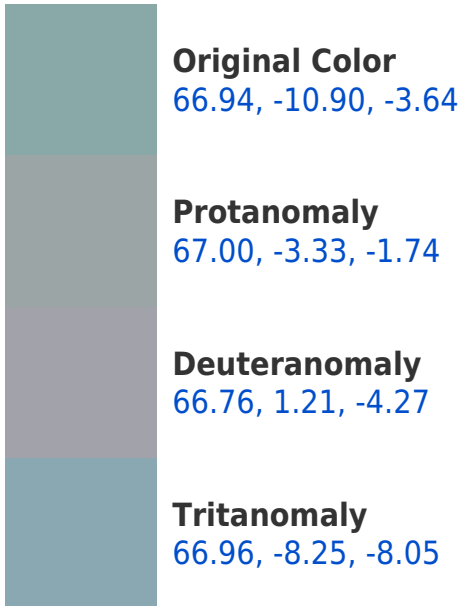 Original Color
66.94, -10.90, -3.64
Protanomaly
67.00, -3.33, -1.74
Deuteranomaly
66.76, 1.21, -4.27
Tritanomaly
66.96, -8.25, -8.05